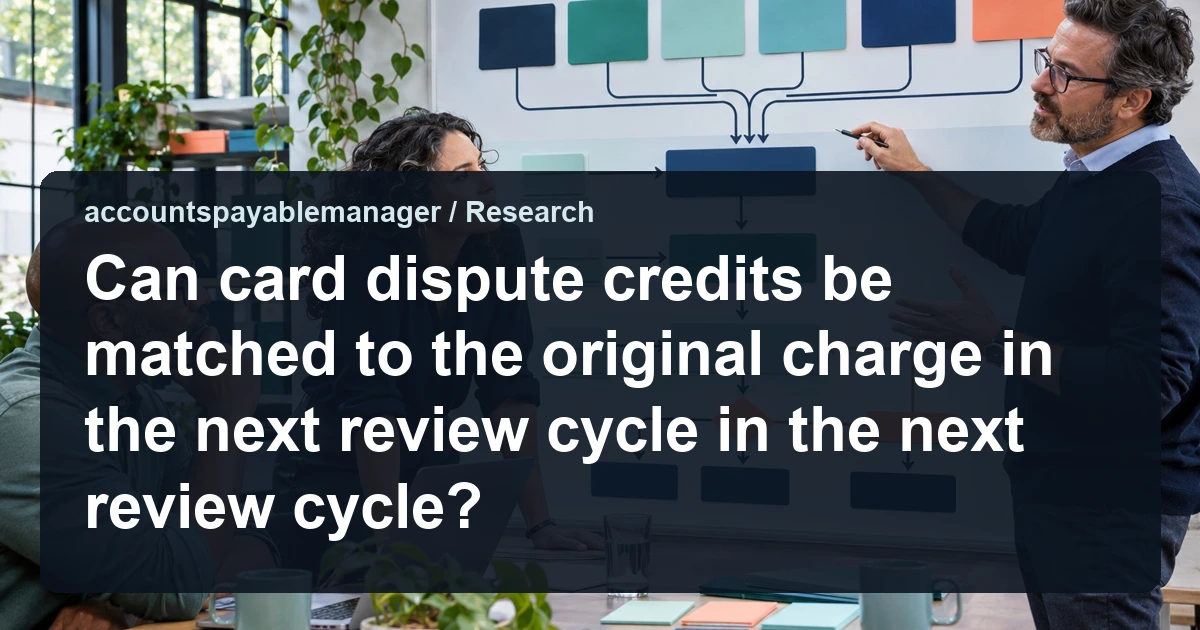 accountspayablemanager / Research
Can card dispute credits be
matched to the original charge in
the next review cycle in the next
review cycle?